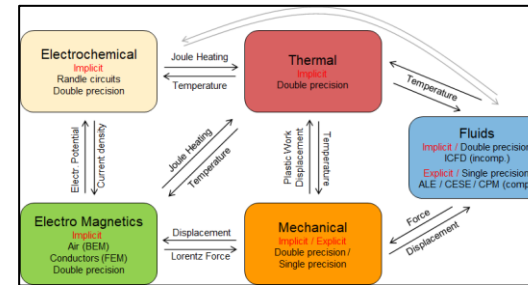 Electrochemical
Implicit
Randle circuits
Double precision
Joule Heating
Temperature
Thermal
Implicit
Double precision
Temperature
Fluids
Implicit / Double precision
ICFD (incomp.)
Explicit / Single precision
ALE / CESE / CPM (comp
Electr. Potential
Current density
Joule Heating
Temperature
Plastic Work
Displacement
Temperature
Electro Magnetics
Implicit
Air (BEM)
Conductors (FEM)
Double precision
Displacement
Lorentz Force
Mechanical
Implicit / Explicit
Double precision /
Single precision
Force
Displacement